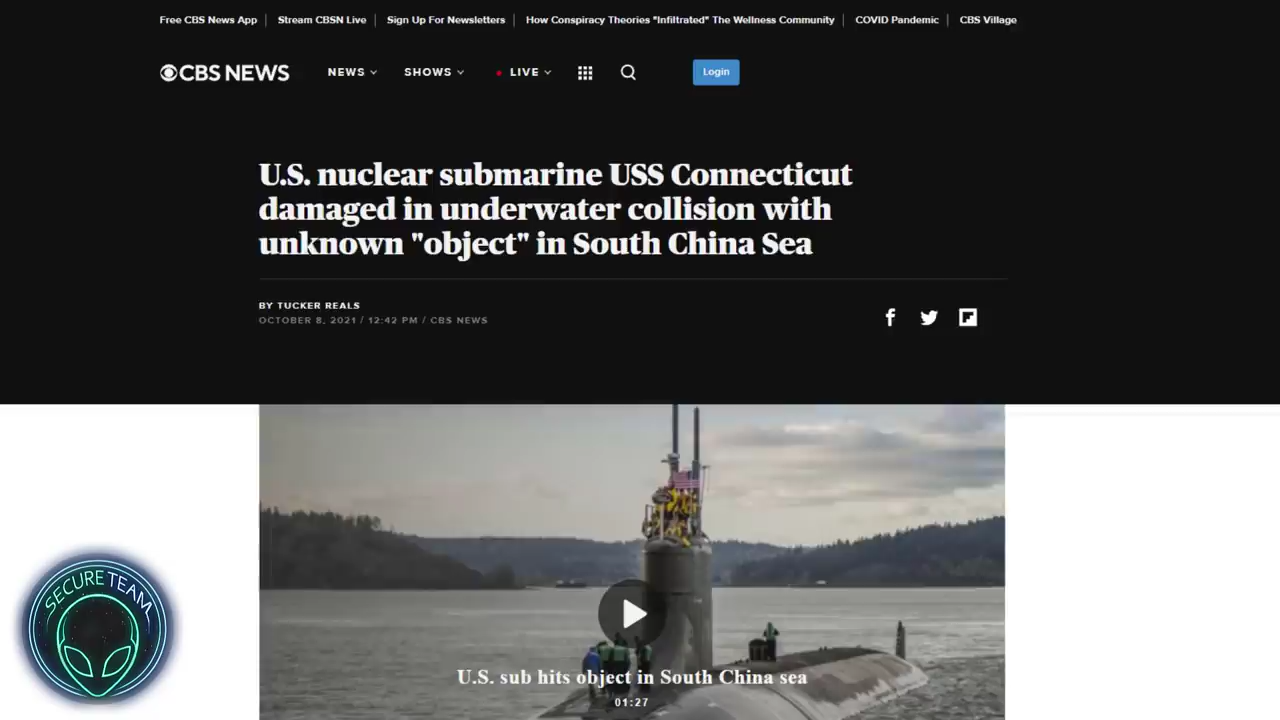 Free CBS News App
Stream CBSN Live
Sign Up For Newsletters
How Conspiracy Theories "Infiltrated" The Wellness Community
COVID Pandemic
CBS Village
CBS NEWS
NEWS
SHOWS
LIVE
Login
U.S. nuclear submarine USS Connecticut
damaged in underwater collision with
unknown "object" in South China Sea
BY TUCKER REALS
OCTOBER 8, 2021 / 12:42 PM / CBS NEWS
SECURETEAM
U.S. sub hits object in South China sea
01:27